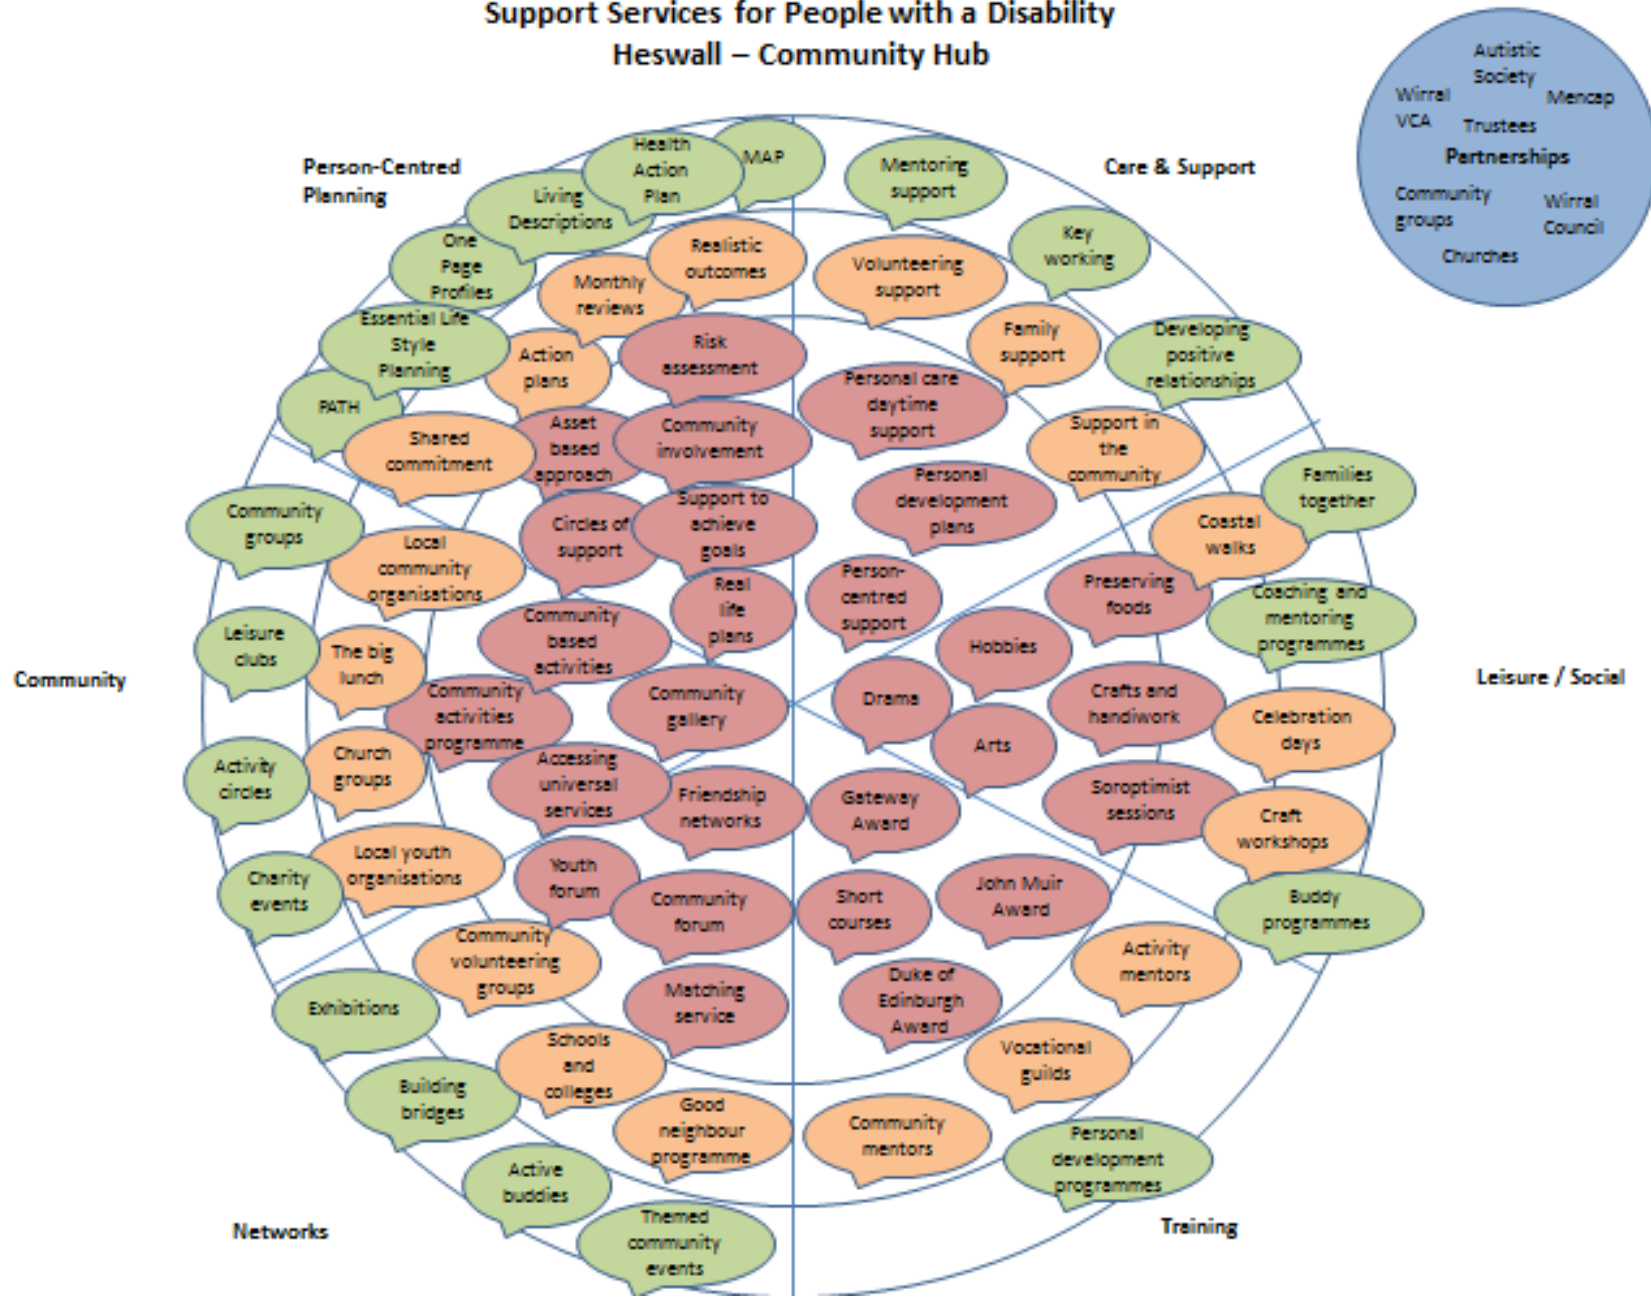 Support Services for People with a Disability
Heswall – Community Hub
Autistic
Society
Wirral
VCA
Mencap
Trustees
Partnerships
Community
groups
Wirral
Council
Churches
Person-Centred
Planning
Care & Support
Health
Action
Plan
MAP
Living
Descriptions
One
Page
Profiles
Essential Life
Style
Planning
PATH
Realistic
outcomes
Monthly
reviews
Action
plans
Shared
commitment
Risk
assessment
Asset
based
approach
Community
involvement
Circles of
support
Support to
achieve
goals
Real
life
plans
Mentoring
support
Key
working
Developing
positive
relationships
Volunteering
support
Family
support
Support in
the
community
Personal care
daytime
support
Personal
development
plans
Person-
centred
support
Community
Community
groups
Leisure
clubs
Activity
circles
Charity
events
Local
community
organisations
The big
lunch
Church
groups
Local youth
organisations
Community
based
activities
Community
activities
programme
Community
gallery
Accessing
universal
services
Leisure / Social
Families
together
Coastal
walks
Preserving
foods
Coaching and
mentoring
programmes
Hobbies
Drama
Crafts and
handiwork
Celebration
days
Arts
Soroptimist
sessions
Craft
workshops
Buddy
programmes
Friendship
networks
Youth
forum
Community
forum
Matching
service
Community
volunteering
groups
Schools
and
colleges
Good
neighbour
programme
Exhibitions
Building
bridges
Active
buddies
Themed
community
events
Networks
Gateway
Award
Short
courses
John Muir
Award
Duke of
Edinburgh
Award
Activity
mentors
Vocational
guilds
Community
mentors
Personal
development
programmes
Training